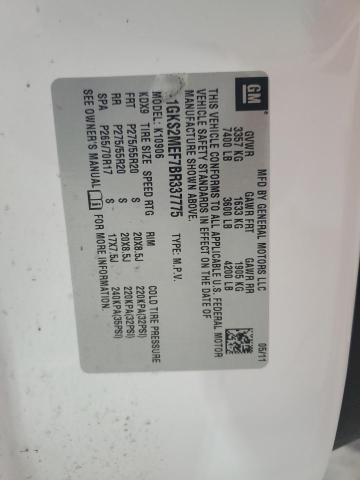 GM
MFD BY GENERAL MOTORS LLC
05/11
GVWR GAWR FRT GAWR RR
3357 KG 1633 KG 1905 KG
7400 LB 3600 LB 4200 LB
THIS VEHICLE CONFORMS TO ALL APPLICABLE U.S. FEDERAL MOTOR
VEHICLE SAFETY STANDARDS IN EFFECT ON THE DATE OF
MANUFACTURE SHOWN ABOVE.
1GKS2MEF7BR337775 TYPE: M.P.V.
MODEL: K10906
KDX9 TIRE SIZE SPEED RTG RIM COLD TIRE PRESSURE
FRT P275/55R20 S 20X8.5J 220KPA(32PSI)
RR P275/55R20 S 20X8.5J 220KPA(32PSI)
SPA P265/70R17 S 17X7.5J 240KPA(35PSI)
SEE OWNER'S MANUAL FOR MORE INFORMATION.